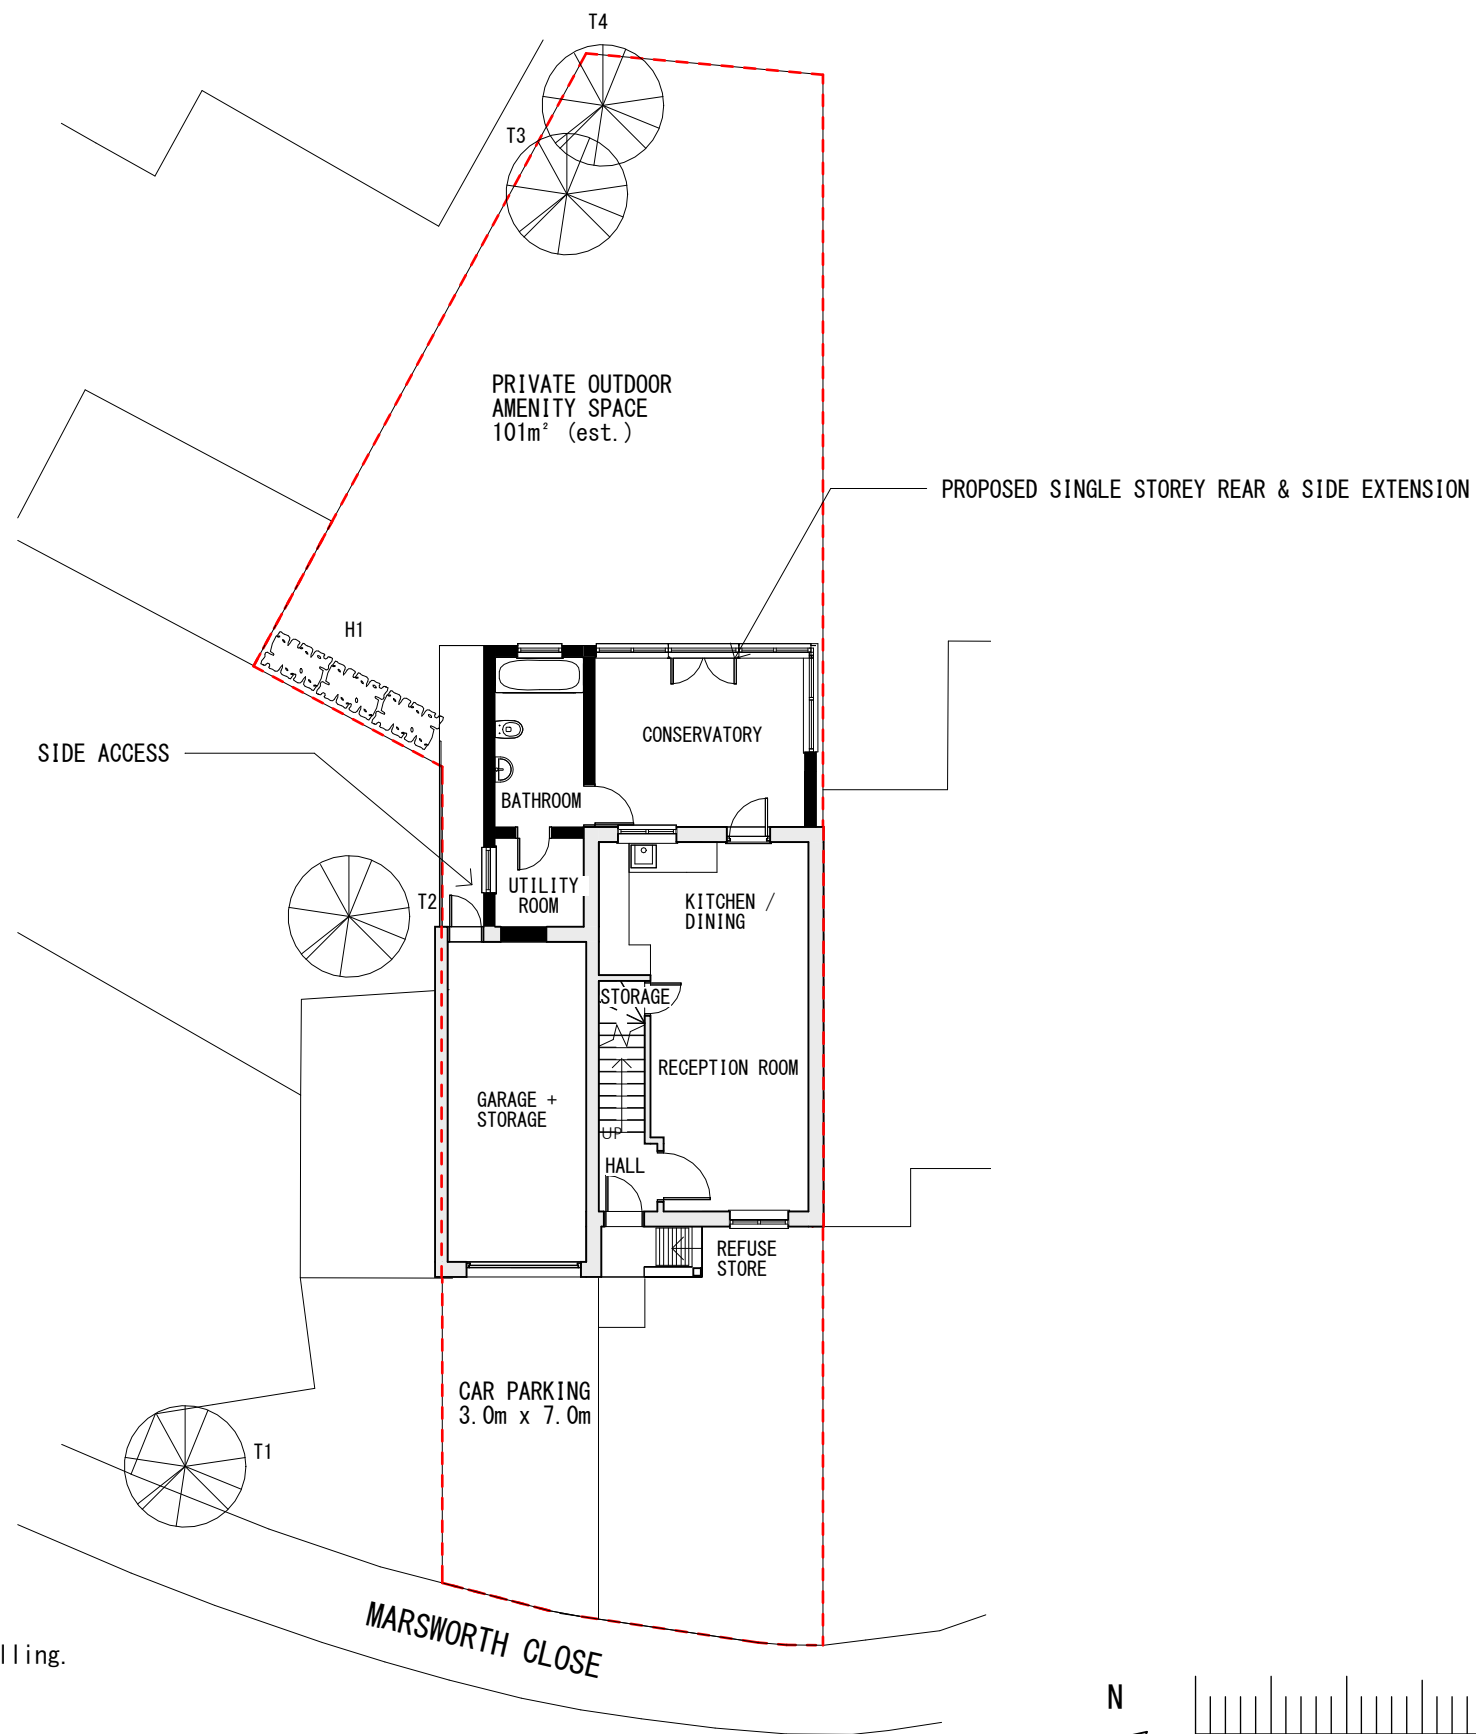 T4
T3
PRIVATE OUTDOOR
AMENITY SPACE
101m² (est.)
PROPOSED SINGLE STOREY REAR & SIDE EXTENSION
H1
SIDE ACCESS
CONSERVATORY
BATHROOM
T2
UTILITY
ROOM
KITCHEN /
DINING
STORAGE
RECEPTION ROOM
GARAGE +
STORAGE
UP
HALL
REFUSE
STORE
CAR PARKING
3.0m x 7.0m
T1
MARSWORTH CLOSE
lling.
N